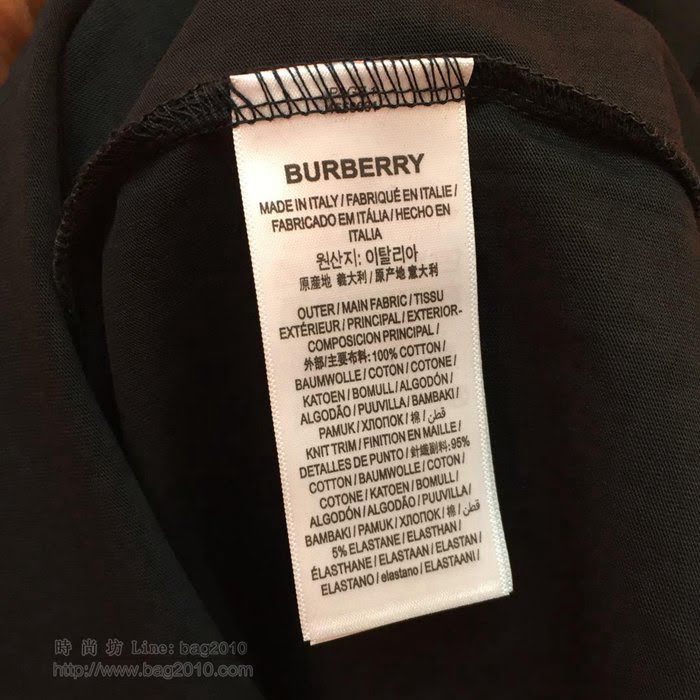 BURBERRY
MADE IN ITALY / FABRIQUÉ EN ITALIE /
FABRICADO EM ITÁLIA / HECHO EN
ITALIA
원산지: 이탈리아
原産地 義大利 / 原产地 意大利
OUTER / MAIN FABRIC / TISSU
EXTÉRIEUR / PRINCIPAL / EXTERIOR-
COMPOSICION PRINCIPAL /
外部/主要布料: 100% COTTON /
BAUMWOLLE / COTON / COTONE /
KATOEN / BOMULL / ALGODÓN /
ALGODÃO / PUUVILLA / BAMBAKI /
PAMUK / ХЛОПОК / 棉 / قطن /
KNIT TRIM / FINITION EN MAILLE /
DETALLES DE PUNTO / 針織副料: 95%
COTTON / BAUMWOLLE / COTON /
COTONE / KATOEN / BOMULL /
ALGODÓN / ALGODÃO / PUUVILLA /
BAMBAKI / PAMUK / ХЛОПОК / 棉 / قطن
5% ELASTANE / ELASTHAN /
ÉLASTHANE / ELASTAAN / ELASTAN /
ELASTANO / elastano / ELASTAANI /
時尚坊 Line: bag2010
http://www.bag2010.com/